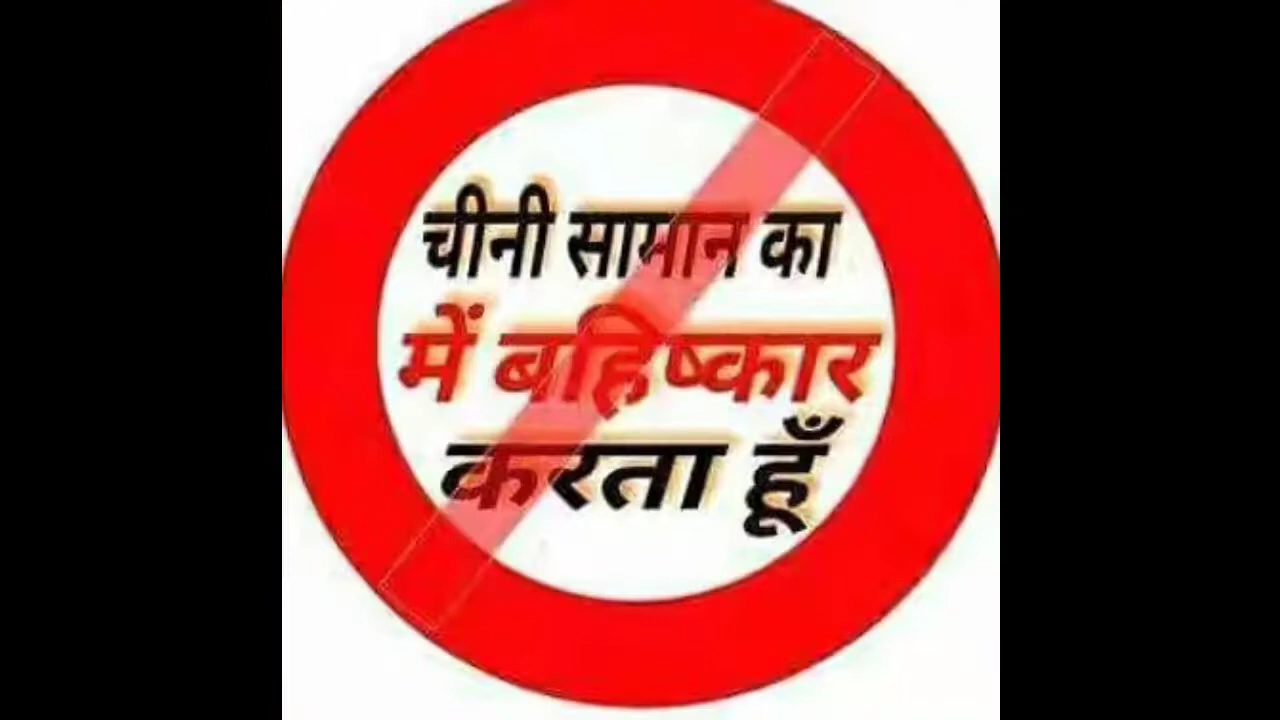 चीनी सामान का
में बहिष्कार
करता हूँ